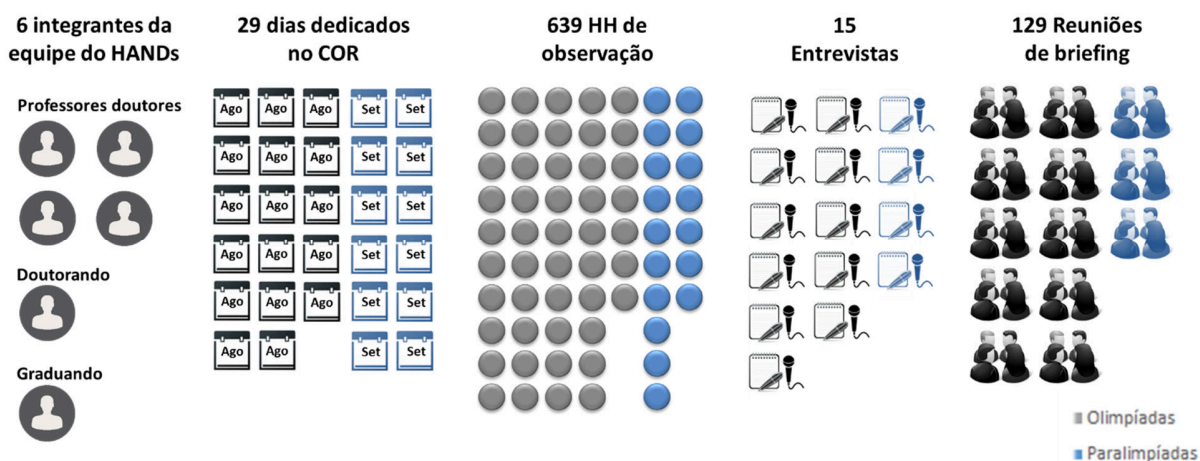 6 integrantes da
equipe do HANDs
Professores doutores
Doutorando
Graduando
29 dias dedicados
no COR
Ago Ago Ago Set Set
Ago Ago Ago Set Set
Ago Ago Ago Set Set
Ago Ago Ago Set Set
Ago Ago Ago Set Set
Ago Ago Set Set
639 HH de
observação
15
Entrevistas
129 Reuniões
de briefing
Olimpíadas
Paralimpíadas